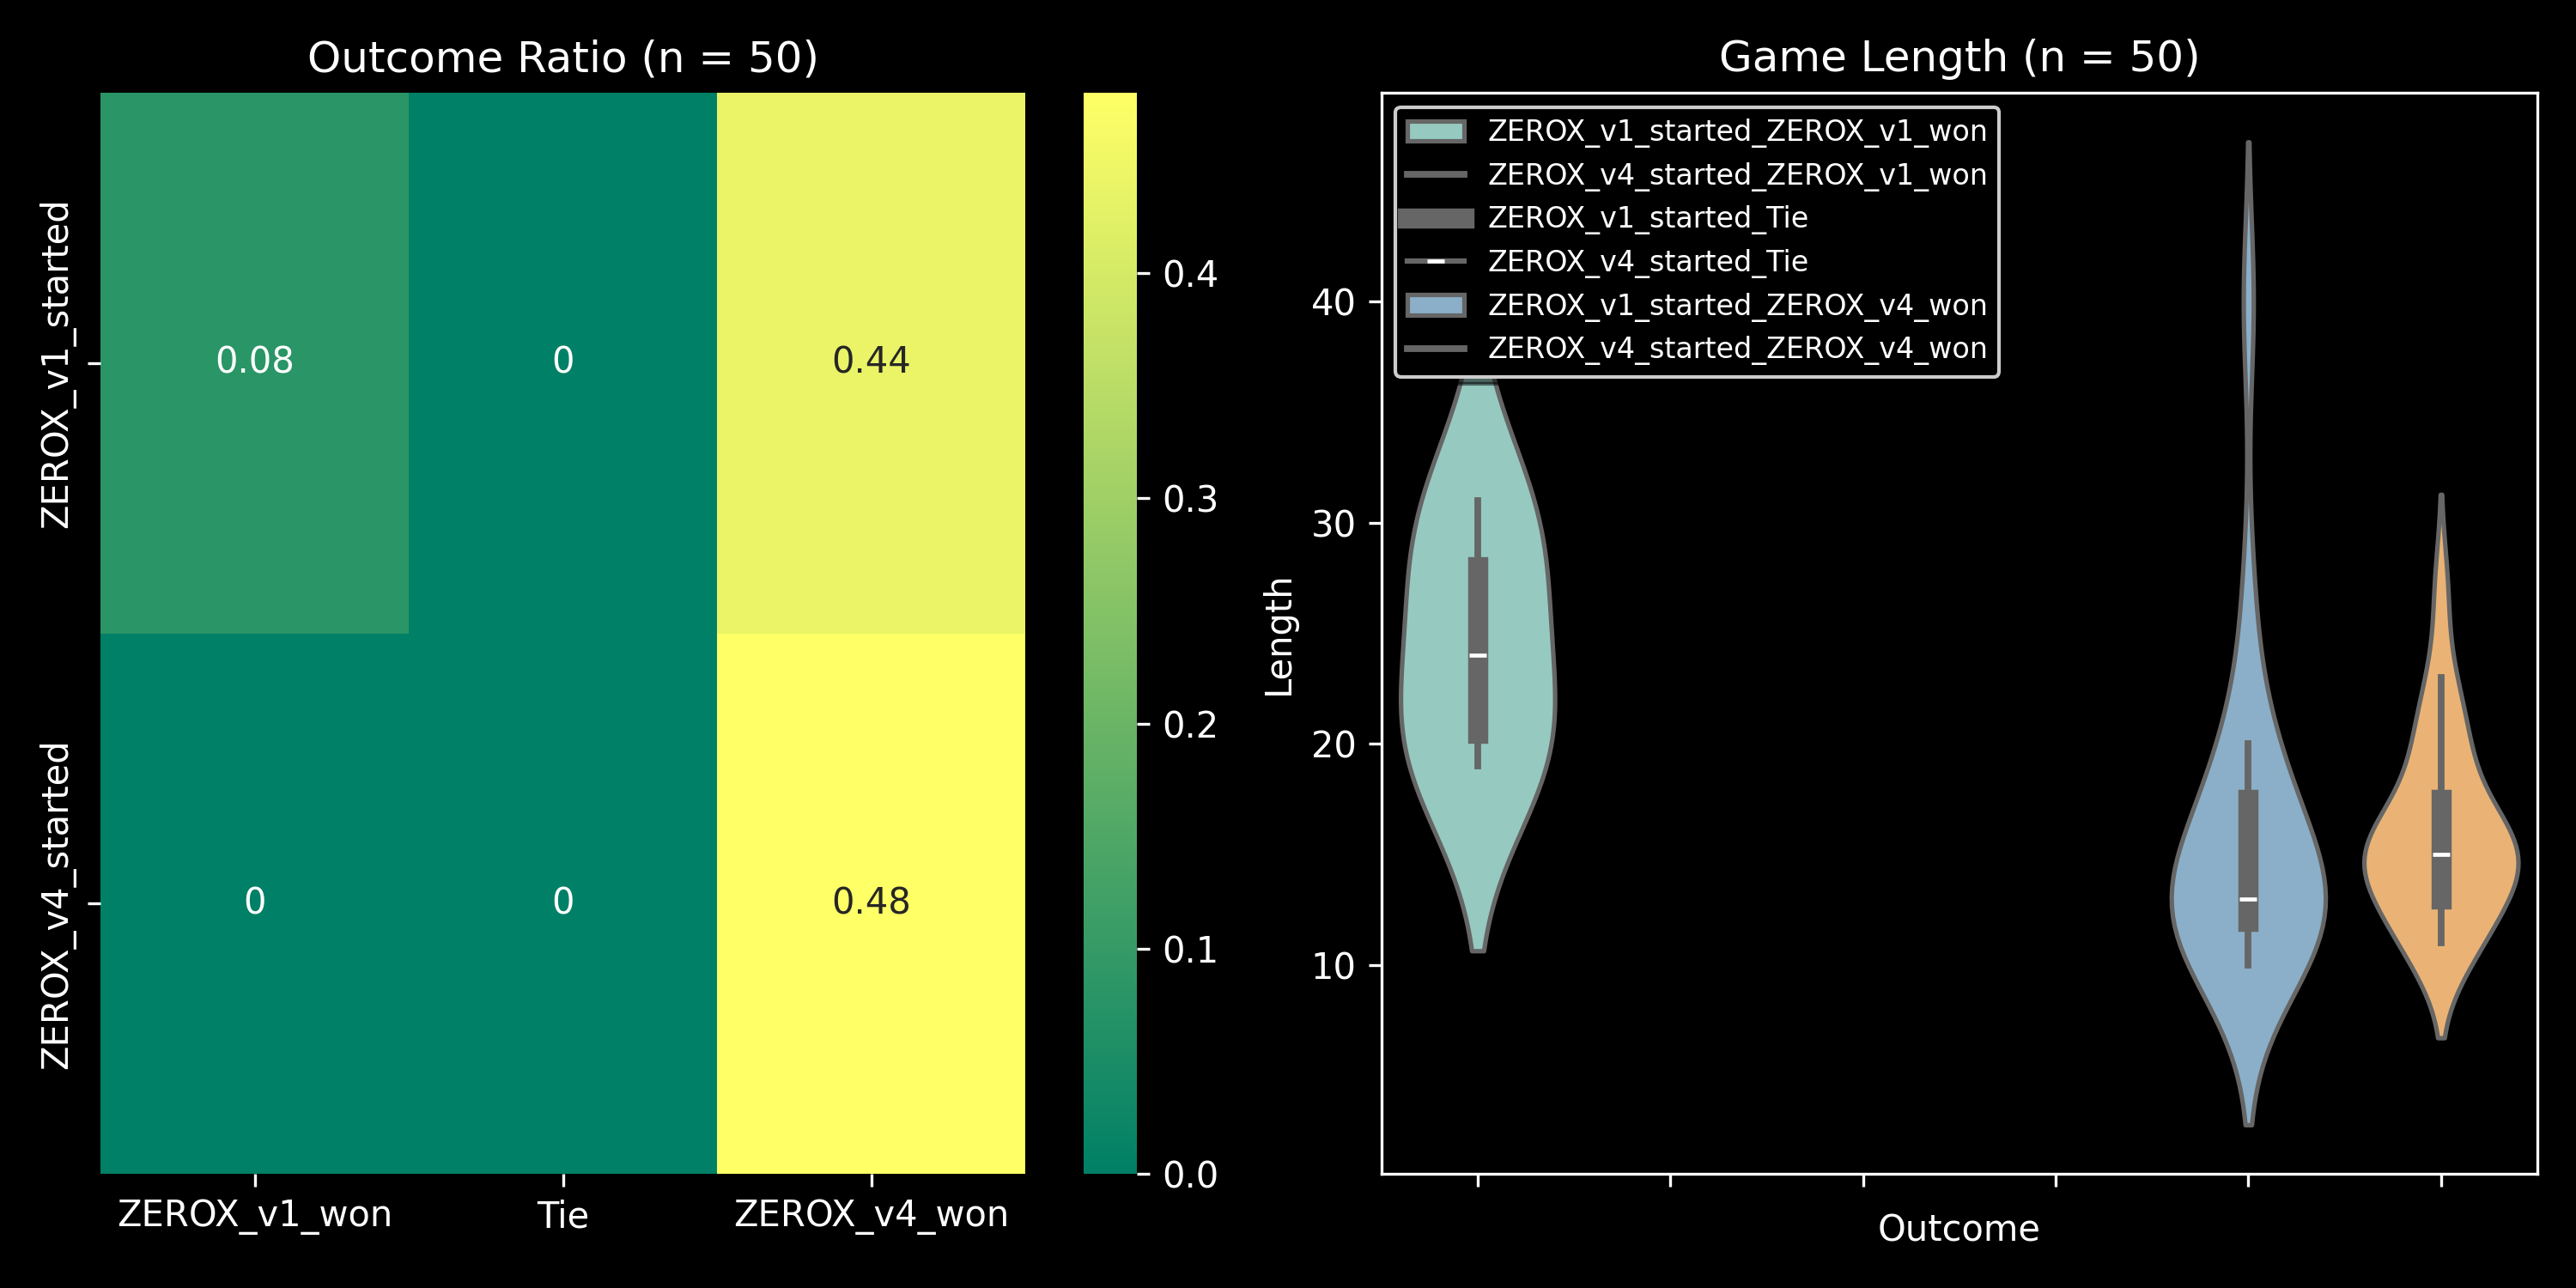 Outcome Ratio (n = 50)
ZEROX_v1_started
ZEROX_v4_started
0.08
0
0.44
0
0
0.48
ZEROX_v1_won
Tie
ZEROX_v4_won
0.4
0.3
0.2
0.1
0.0
Game Length (n = 50)
ZEROX_v1_started_ZEROX_v1_won
ZEROX_v4_started_ZEROX_v1_won
ZEROX_v1_started_Tie
ZEROX_v4_started_Tie
ZEROX_v1_started_ZEROX_v4_won
ZEROX_v4_started_ZEROX_v4_won
Length
40
30
20
10
Outcome